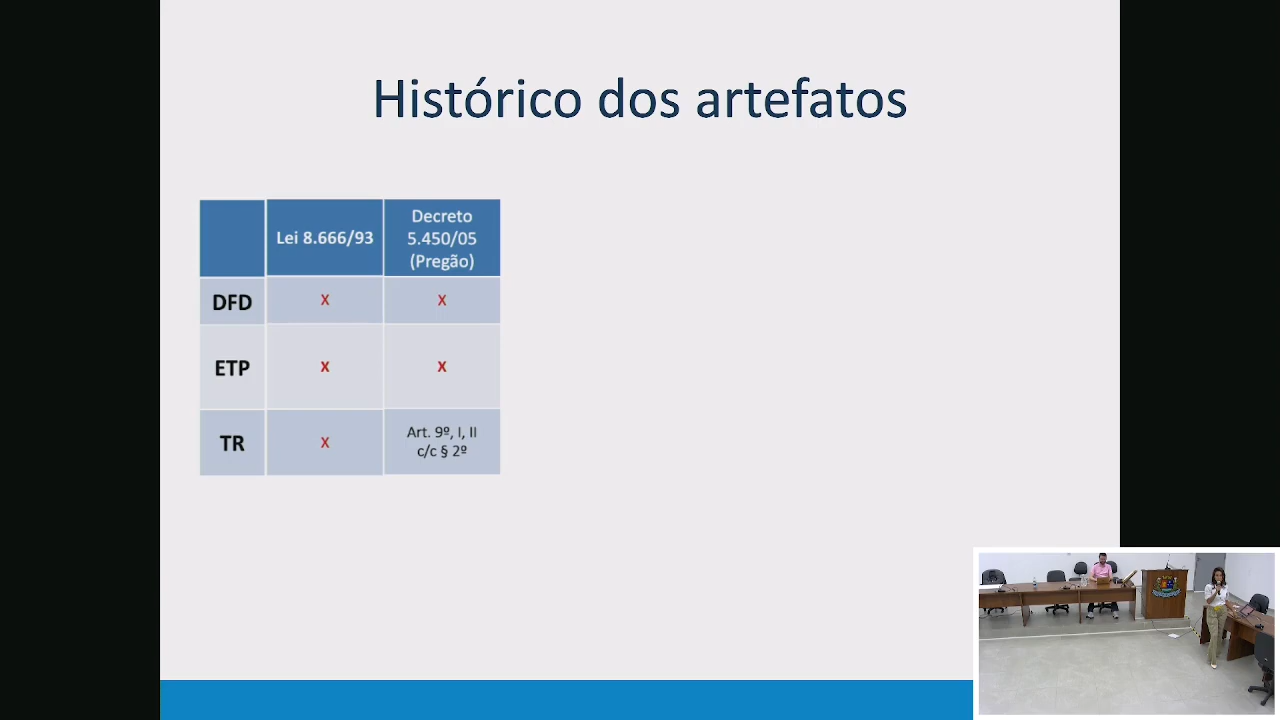 Histórico dos artefatos
Lei 8.666/93
Decreto
5.450/05
(Pregão)
DFD
X
X
ETP
X
X
TR
X
Art. 9º, I, II
c/c § 2º